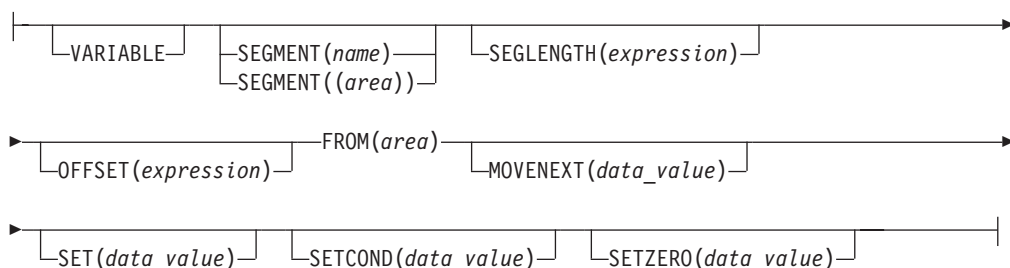 VARIABLE SEGMENT(name) SEGLENGTH(expression)
SEGMENT((area))
FROM(area)
OFFSET(expression) MOVENEXT(data_value)
SET(data value) SETCOND(data value) SETZERO(data value)